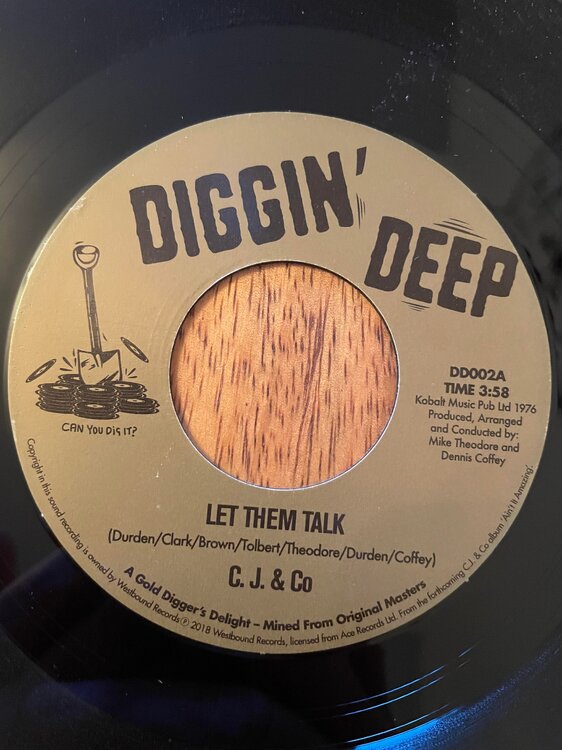 DIGGIN'
DEEP
CAN YOU DIG IT?
DD002A
TIME 3:58
Kobalt Music Pub Ltd 1976
Produced, Arranged
and Conducted by:
Mike Theodore and
Dennis Coffey
LET THEM TALK
(Durden/Clark/Brown/Tolbert/Theodore/Durden/Coffey)
C. J. & Co
A Gold Digger's Delight – Mined From Original Masters
Copyright in this sound recording is owned by Westbound Records ℗ 2018 Westbound Records, licensed from Ace Records Ltd. From the forthcoming C.J. & Co album 'Ain't It Amazing'.